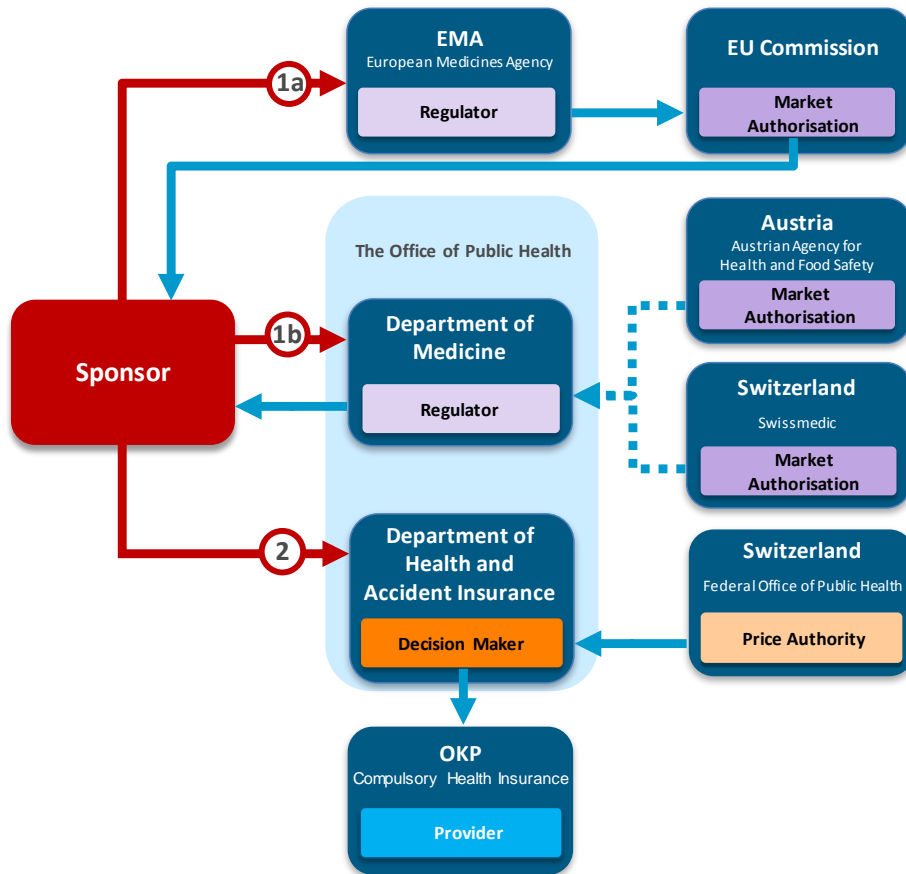 EMA
European Medicines Agency
Regulator
EU Commission
Market
Authorisation
1a
The Office of Public Health
Austria
Austrian Agency for
Health and Food Safety
Market
Authorisation
Sponsor
1b
Department of
Medicine
Regulator
Switzerland
Swissmedic
Market
Authorisation
2
Department of
Health and
Accident Insurance
Decision Maker
Switzerland
Federal Office of Public Health
Price Authority
OKP
Compulsory Health Insurance
Provider